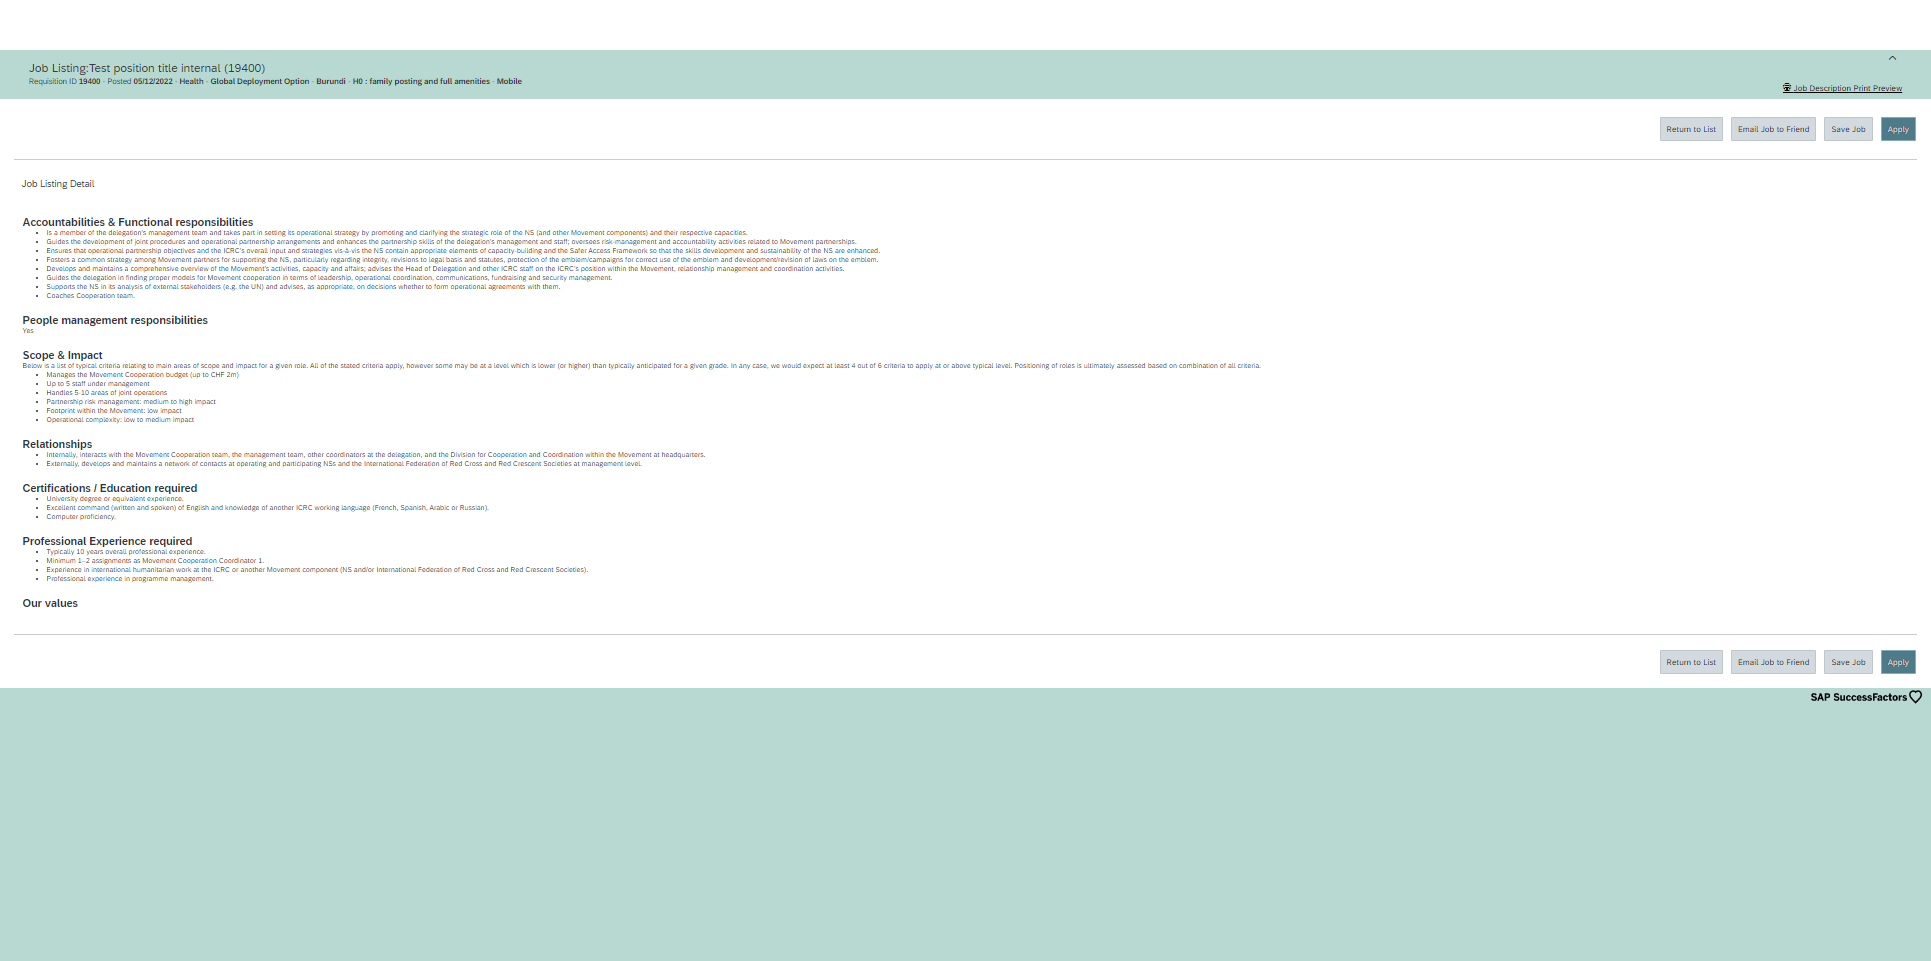 Job Listing:Test position title internal (19400)
Requisition ID 19400 - Posted 05/12/2022 - Health - Global Deployment Option - Burundi - H0 : family posting and full amenities - Mobile
Job Description Print Preview
Return to List Email Job to Friend Save Job Apply
Job Listing Detail
Accountabilities & Functional responsibilities
Is a member of the delegation's management team and takes part in setting its operational strategy by promoting and clarifying the strategic role of the NS (and other Movement components) and their respective capacities.
Guides the development of joint procedures and operational partnership arrangements and enhances the partnership skills of the delegation's management and staff; oversees risk-management and accountability activities related to Movement partnerships.
Ensures that operational partnership objectives and the ICRC's overall input and strategies vis-à-vis the NS contain appropriate elements of capacity-building and the Safer Access Framework so that the skills development and sustainability of the NS are enhanced.
Fosters a common strategy among Movement partners for supporting the NS, particularly regarding integrity, revisions to legal basis and statutes, protection of the emblem/campaigns for correct use of the emblem and development/revision of laws on the emblem.
Develops and maintains a comprehensive overview of the Movement's activities, capacity and affairs; advises the Head of Delegation and other ICRC staff on the ICRC's position within the Movement, relationship management and coordination activities.
Guides the delegation in finding proper models for Movement cooperation in terms of leadership, operational coordination, communications, fundraising and security management.
Supports the NS in its analysis of external stakeholders (e.g. the UN) and advises, as appropriate, on decisions whether to form operational agreements with them.
Coaches Cooperation team.
People management responsibilities
Yes
Scope & Impact
Below is a list of typical criteria relating to main areas of scope and impact for a given role. All of the stated criteria apply, however some may be at a level which is lower (or higher) than typically anticipated for a given grade. In any case, we would expect at least 4 out of 6 criteria to apply at or above typical level. Positioning of roles is ultimately assessed based on combination of all criteria.
Manages the Movement Cooperation budget (up to CHF 2m)
Up to 5 staff under management
Handles 5-10 areas of joint operations
Partnership risk management: medium to high impact
Footprint within the Movement: low impact
Operational complexity: low to medium impact
Relationships
Internally, interacts with the Movement Cooperation team, the management team, other coordinators at the delegation, and the Division for Cooperation and Coordination within the Movement at headquarters.
Externally, develops and maintains a network of contacts at operating and participating NSs and the International Federation of Red Cross and Red Crescent Societies at management level.
Certifications / Education required
University degree or equivalent experience.
Excellent command (written and spoken) of English and knowledge of another ICRC working language (French, Spanish, Arabic or Russian).
Computer proficiency.
Professional Experience required
Typically 10 years overall professional experience.
Minimum 1–2 assignments as Movement Cooperation Coordinator 1.
Experience in international humanitarian work at the ICRC or another Movement component (NS and/or International Federation of Red Cross and Red Crescent Societies).
Professional experience in programme management.
Our values
Return to List Email Job to Friend Save Job Apply
SAP SuccessFactors